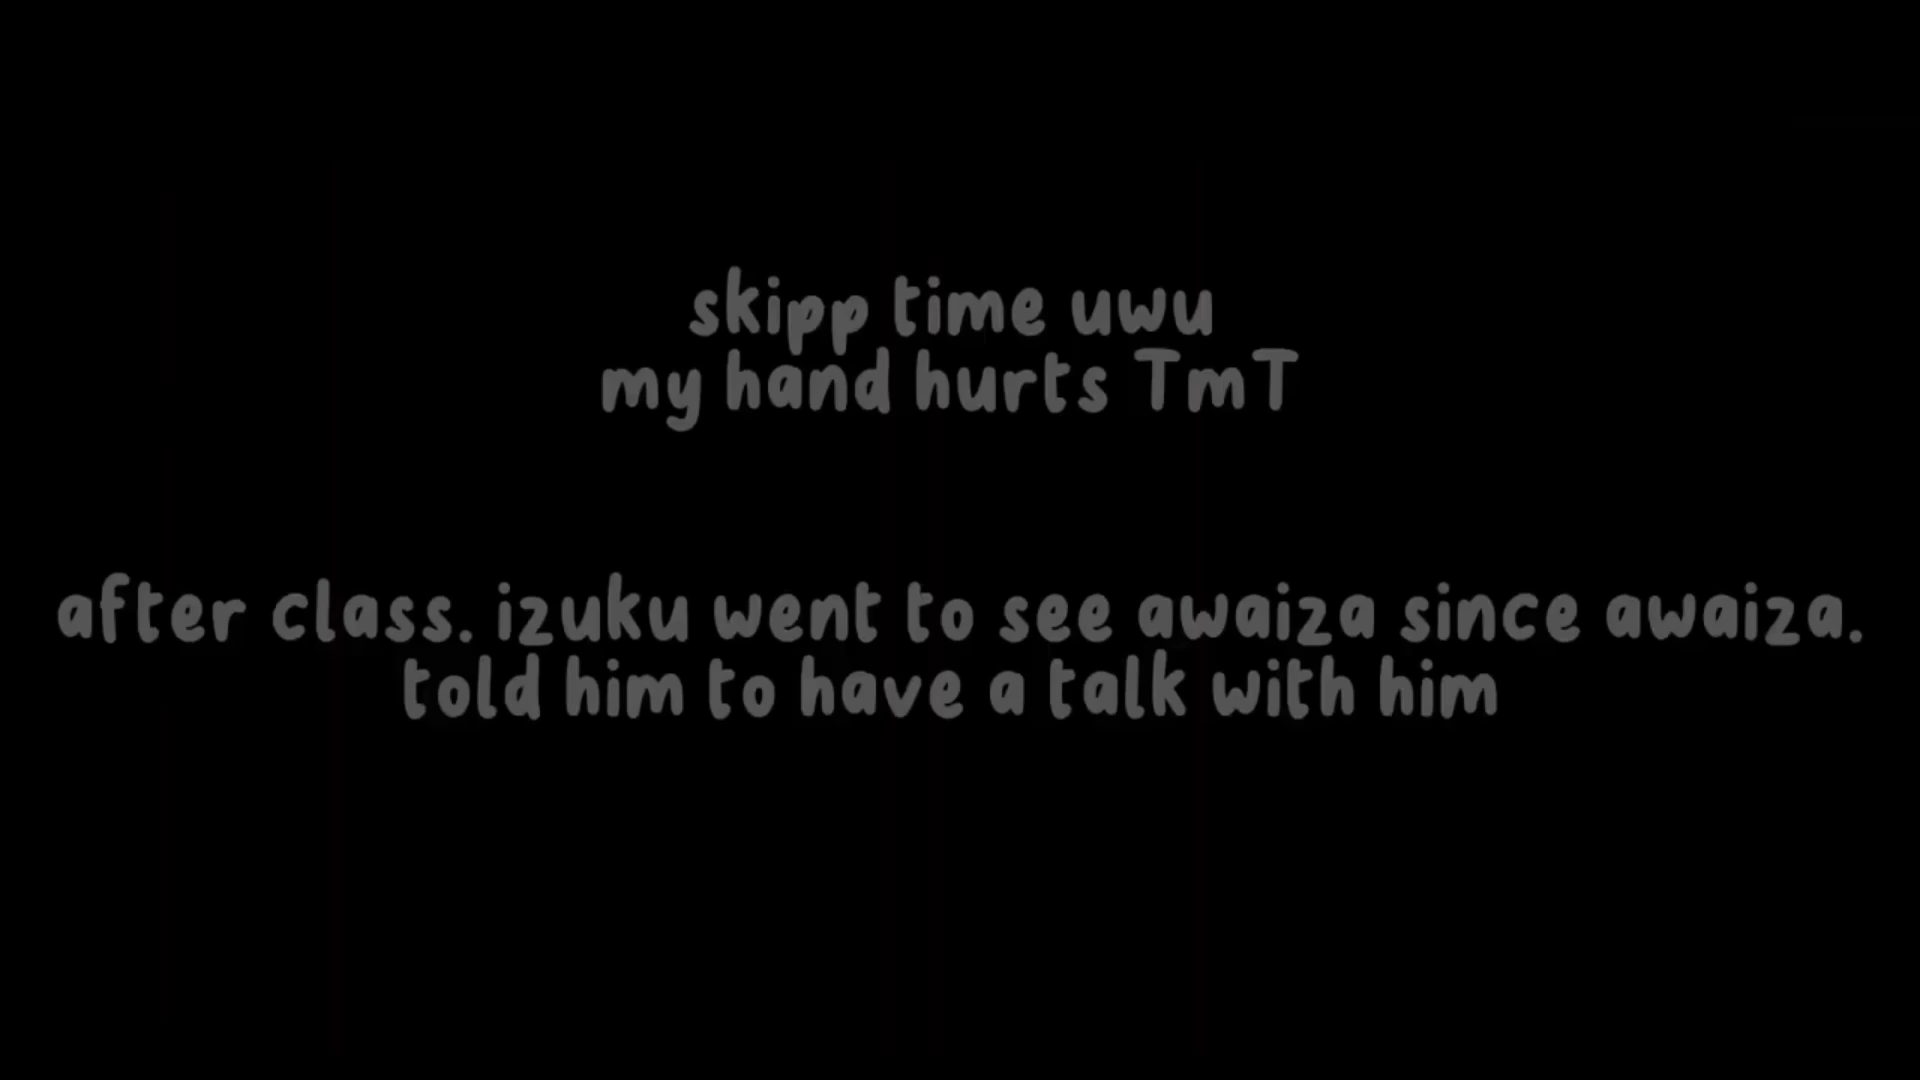 skipp time uwu
my hand hurts TmT
after class. izuku went to see awaiza since awaiza.
told him to have a talk with him